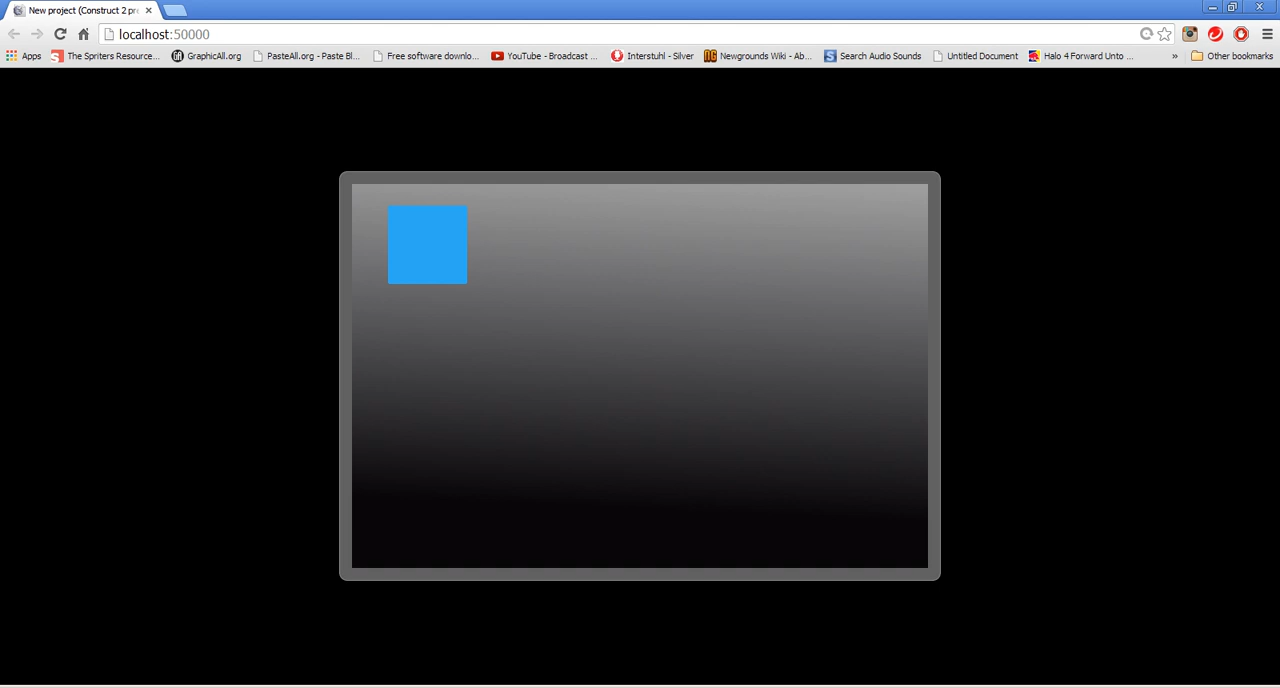 New project (Construct 2 pre
localhost:50000
Apps The Spriters Resource... GraphicAll.org PasteAll.org - Paste Bl... Free software downlo... YouTube - Broadcast ... Interstuhl - Silver Newgrounds Wiki - Ab... Search Audio Sounds Untitled Document Halo 4 Forward Unto ... » Other bookmarks